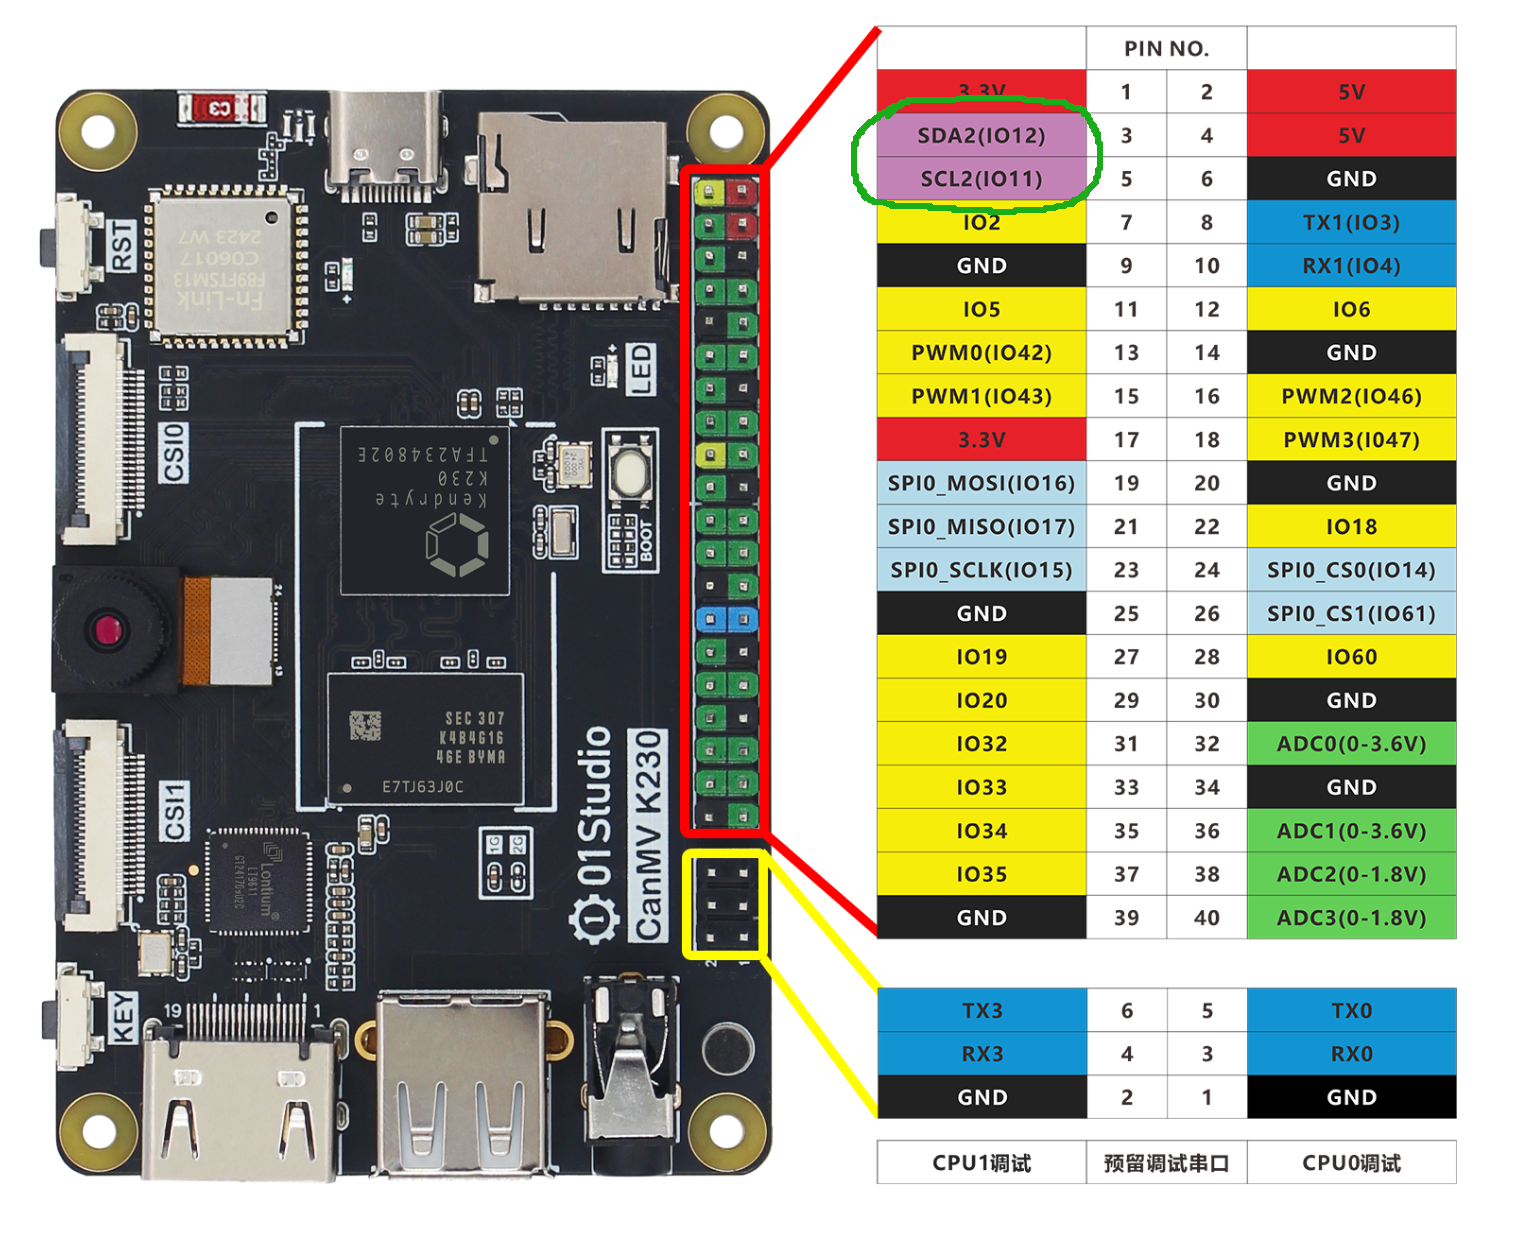 PIN NO.
3.3V 1 2 5V
SDA2(IO12) 3 4 5V
SCL2(IO11) 5 6 GND
IO2 7 8 TX1(IO3)
GND 9 10 RX1(IO4)
IO5 11 12 IO6
PWM0(IO42) 13 14 GND
PWM1(IO43) 15 16 PWM2(IO46)
3.3V 17 18 PWM3(I047)
SPI0_MOSI(IO16) 19 20 GND
SPI0_MISO(IO17) 21 22 IO18
SPI0_SCLK(IO15) 23 24 SPI0_CS0(IO14)
GND 25 26 SPI0_CS1(IO61)
IO19 27 28 IO60
IO20 29 30 GND
IO32 31 32 ADC0(0-3.6V)
IO33 33 34 GND
IO34 35 36 ADC1(0-3.6V)
IO35 37 38 ADC2(0-1.8V)
GND 39 40 ADC3(0-1.8V)
TX3 6 5 TX0
RX3 4 3 RX0
GND 2 1 GND
CPU1调试 预留调试串口 CPU0调试
C3
RST
Fn-Link
F89FTSM13
C06017
2423 W7
LED
CSI0
Kendryte
K230
TFA234802E
BOOT
SEC 307
K4B4G16
46E BYMA
E7TJ63J0C
CSI1
Lontium
LT9611
1G
2G
01Studio
CanMV K230
2 1
KEY
19 1